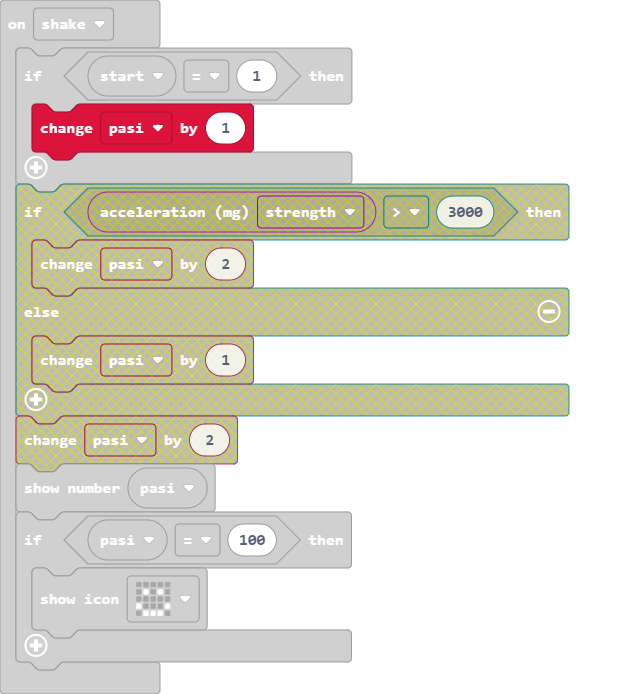 on shake
if start = 1 then
change pasi by 1
if acceleration (mg) strength > 3000 then
change pasi by 2
else
change pasi by 1
change pasi by 2
show number pasi
if pasi = 100 then
show icon